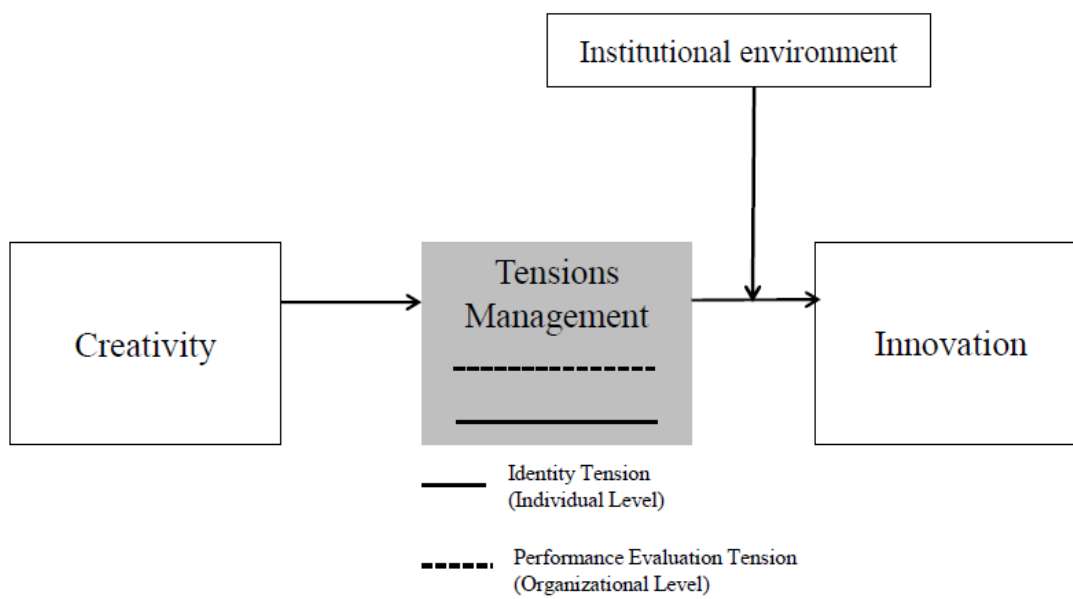 Institutional environment
Tensions
Management
Creativity
Innovation
Identity Tension
(Individual Level)
Performance Evaluation Tension
(Organizational Level)